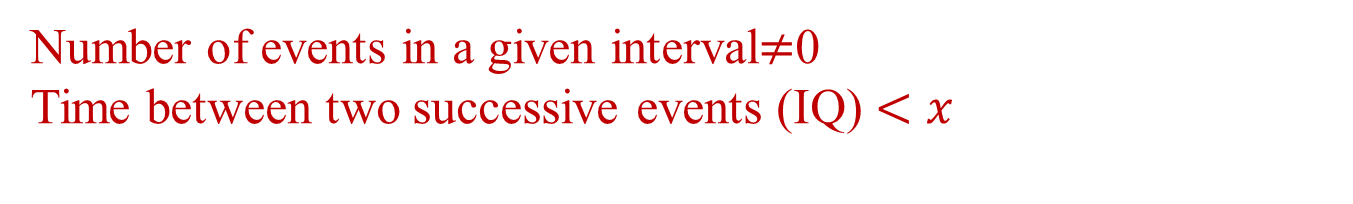 Number of events in a given interval≠0
Time between two successive events (IQ) < x